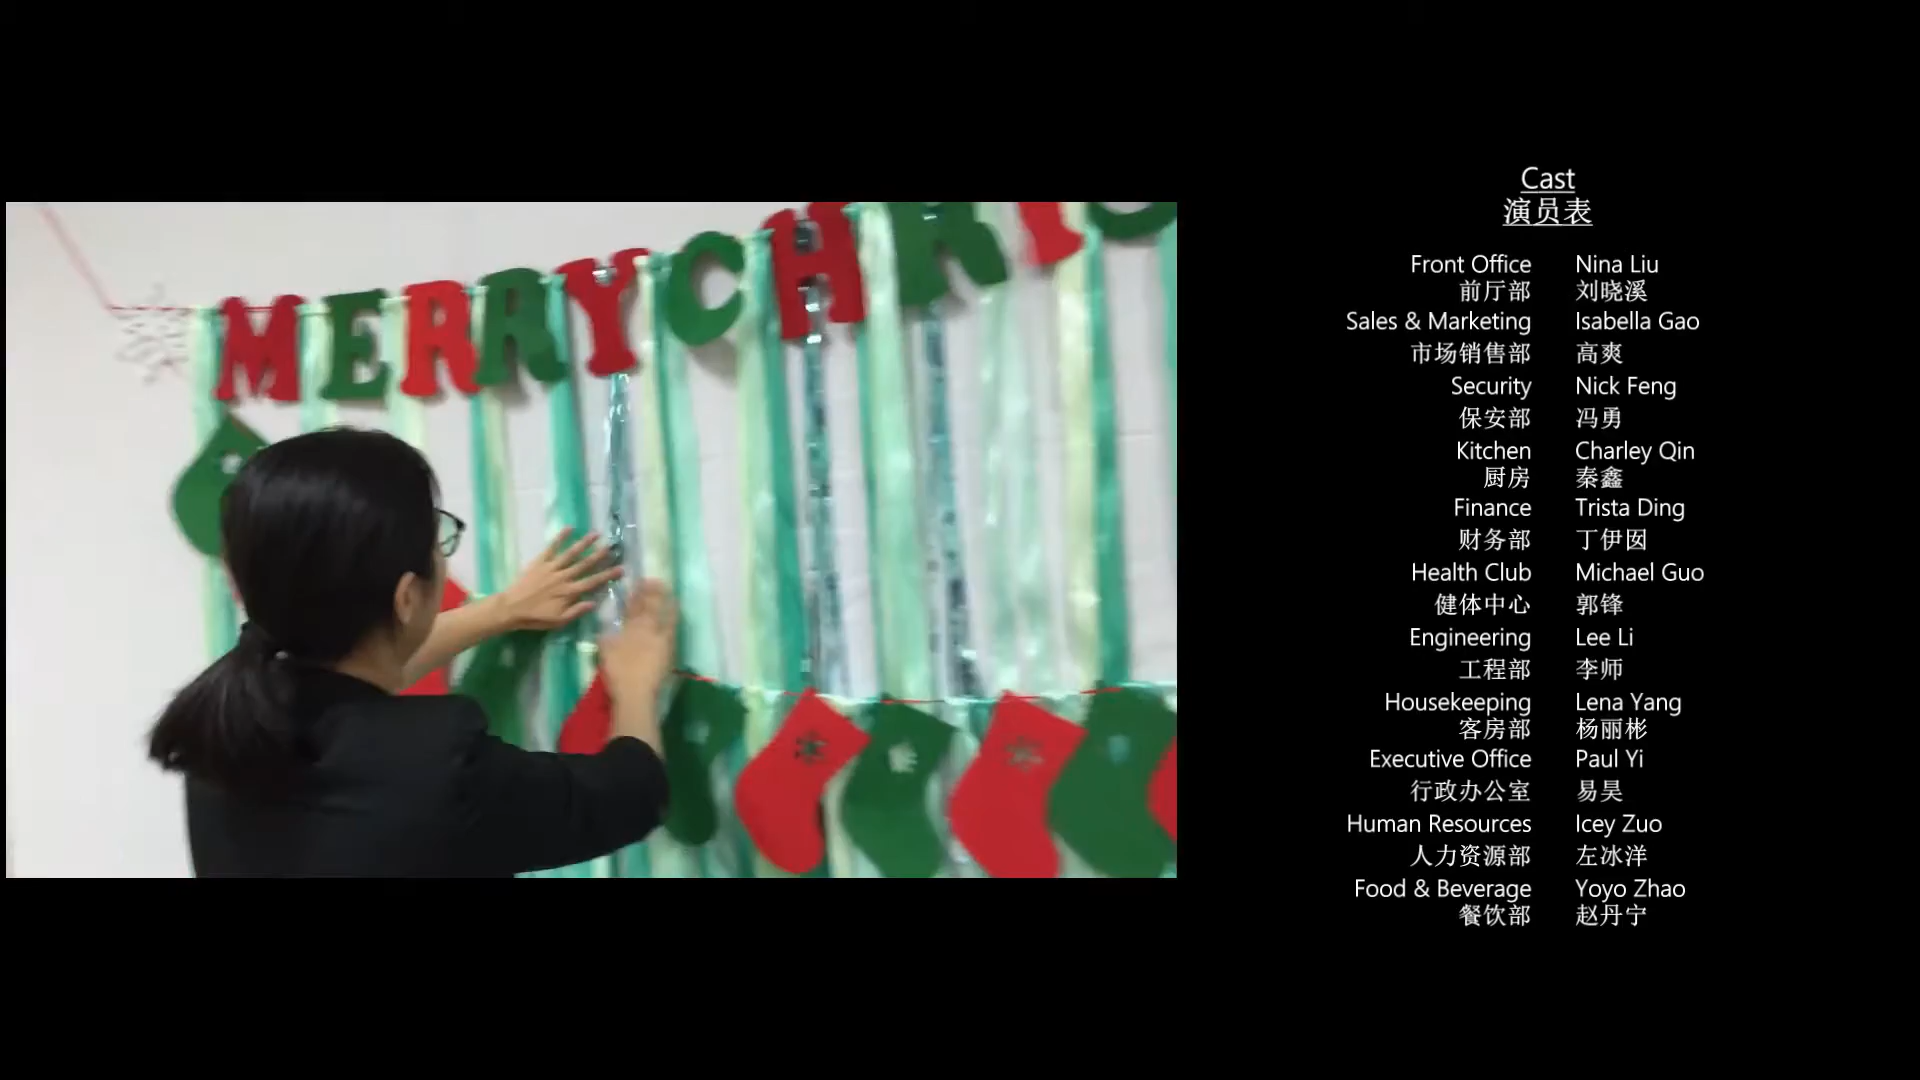 MERRY CHRIS
Cast
演员表
Front Office Nina Liu
前厅部 刘晓溪
Sales & Marketing Isabella Gao
市场销售部 高爽
Security Nick Feng
保安部 冯勇
Kitchen Charley Qin
厨房 秦鑫
Finance Trista Ding
财务部 丁伊囡
Health Club Michael Guo
健体中心 郭锋
Engineering Lee Li
工程部 李师
Housekeeping Lena Yang
客房部 杨丽彬
Executive Office Paul Yi
行政办公室 易昊
Human Resources Icey Zuo
人力资源部 左冰洋
Food & Beverage Yoyo Zhao
餐饮部 赵丹宁